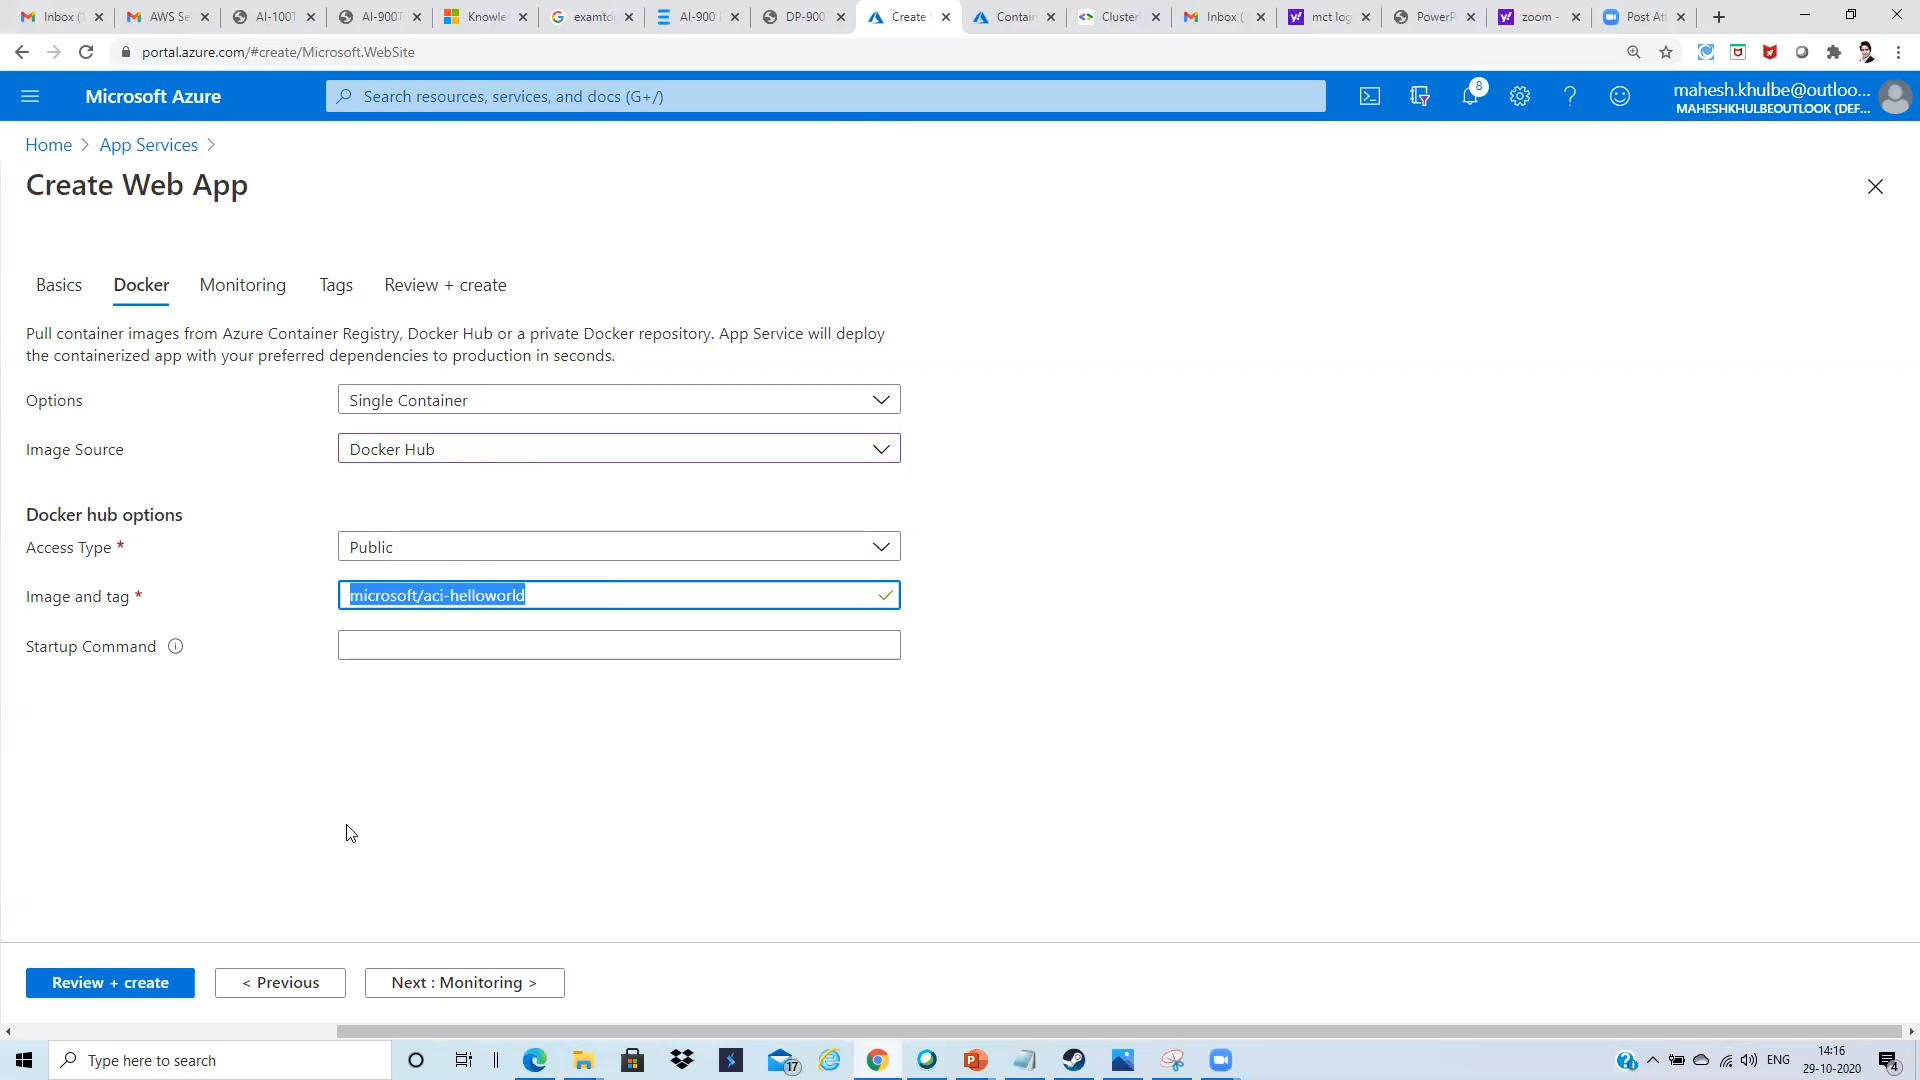 Inbox (
AWS Se
AI-100T
AI-900T
Knowle
examto
AI-900
DP-900
Create
Contain
Cluster
Inbox (
mct log
PowerP
zoom -
Post At
portal.azure.com/#create/Microsoft.WebSite
Microsoft Azure
Search resources, services, and docs (G+/)
8
mahesh.khulbe@outloo...
MAHESHKHULBEOUTLOOK (DEF...
Home > App Services >
Create Web App
Basics
Docker
Monitoring
Tags
Review + create
Pull container images from Azure Container Registry, Docker Hub or a private Docker repository. App Service will deploy
the containerized app with your preferred dependencies to production in seconds.
Options
Single Container
Image Source
Docker Hub
Docker hub options
Access Type *
Public
Image and tag *
microsoft/aci-helloworld
Startup Command
Review + create
< Previous
Next : Monitoring >
Type here to search
17
ENG
14:16
29-10-2020
4